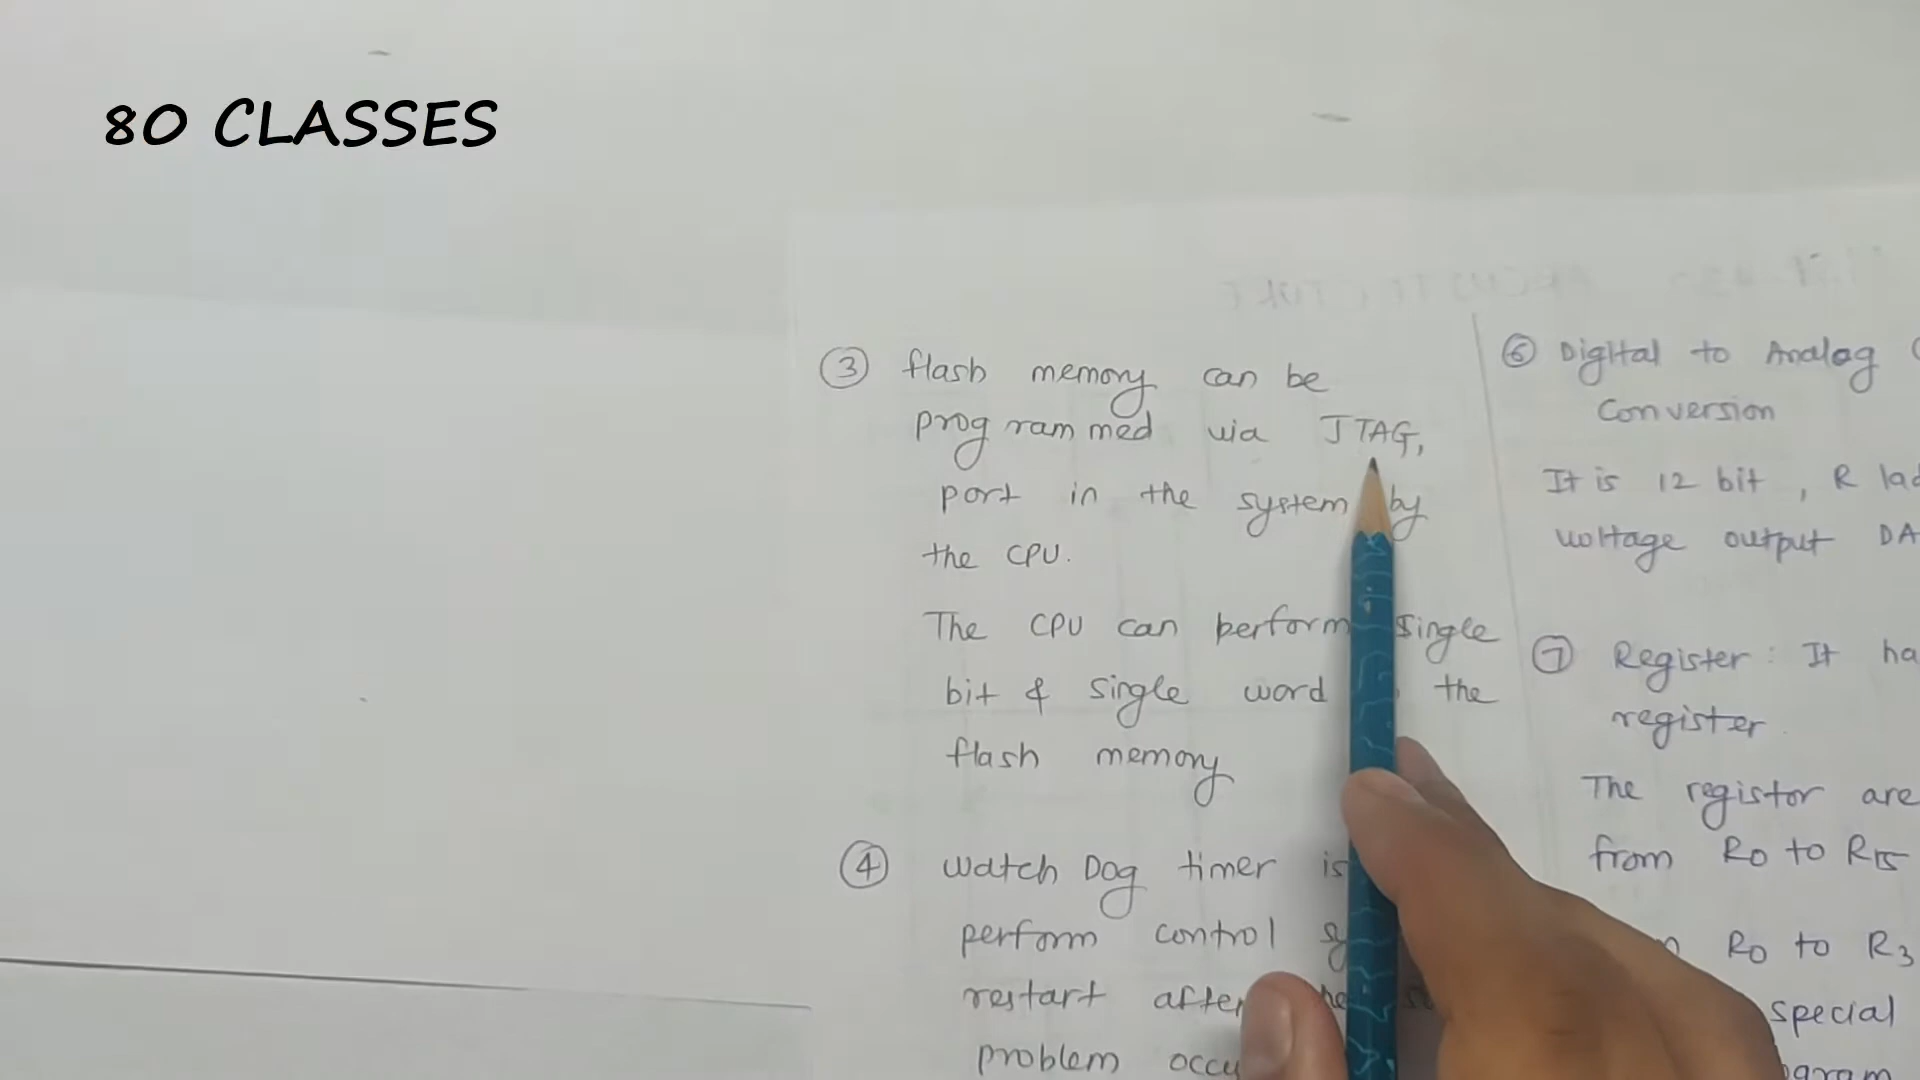 80 CLASSES
③ flash memory can be
programmed via JTAG,
port in the system by
the CPU.
The CPU can perform single
bit & single word the
flash memory
④ Watch Dog timer is
perform control
restart after
problem
⑥ Digital to Analog
Conversion
It is 12 bit, R
voltage output
⑦ Register: It
register.
The registor are
from R0 to R15
R0 to R3
special